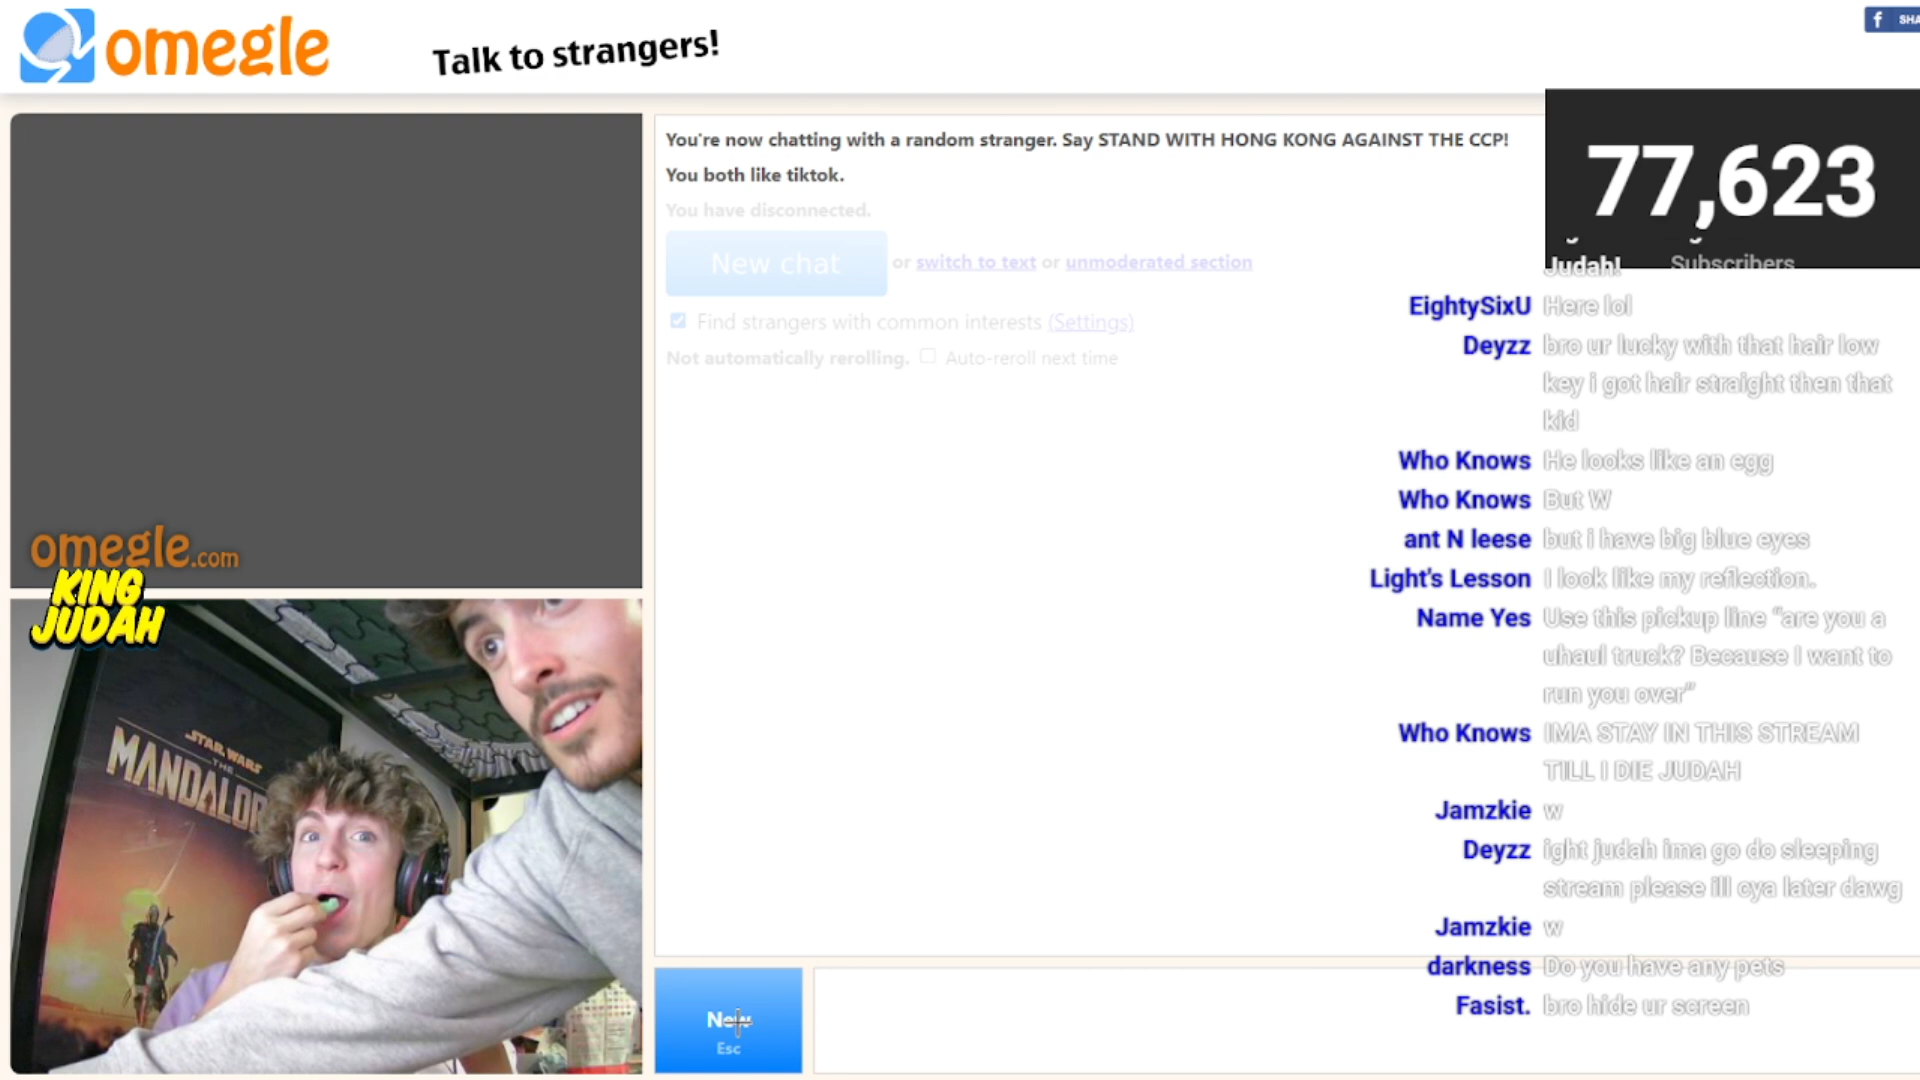 omegle
Talk to strangers!
f SHA
You're now chatting with a random stranger. Say STAND WITH HONG KONG AGAINST THE CCP!
You both like tiktok.
You have disconnected.
New chat or switch to text or unmoderated section
Find strangers with common interests (Settings)
Not automatically rerolling. Auto-reroll next time
77,623
Subscribers
Judah!
EightySixU Here lol
Deyzz bro ur lucky with that hair low
key i got hair straight then that
kid
Who Knows He looks like an egg
Who Knows But W
ant N leese but i have big blue eyes
Light's Lesson I look like my reflection.
Name Yes Use this pickup line "are you a
uhaul truck? Because I want to
run you over"
Who Knows IMA STAY IN THIS STREAM
TILL I DIE JUDAH
Jamzkie w
Deyzz ight judah ima go do sleeping
stream please ill cya later dawg
Jamzkie w
darkness Do you have any pets
Fasist. bro hide ur screen
omegle.com
KING
JUDAH
STAR WARS
THE
MANDALOR
New
Esc